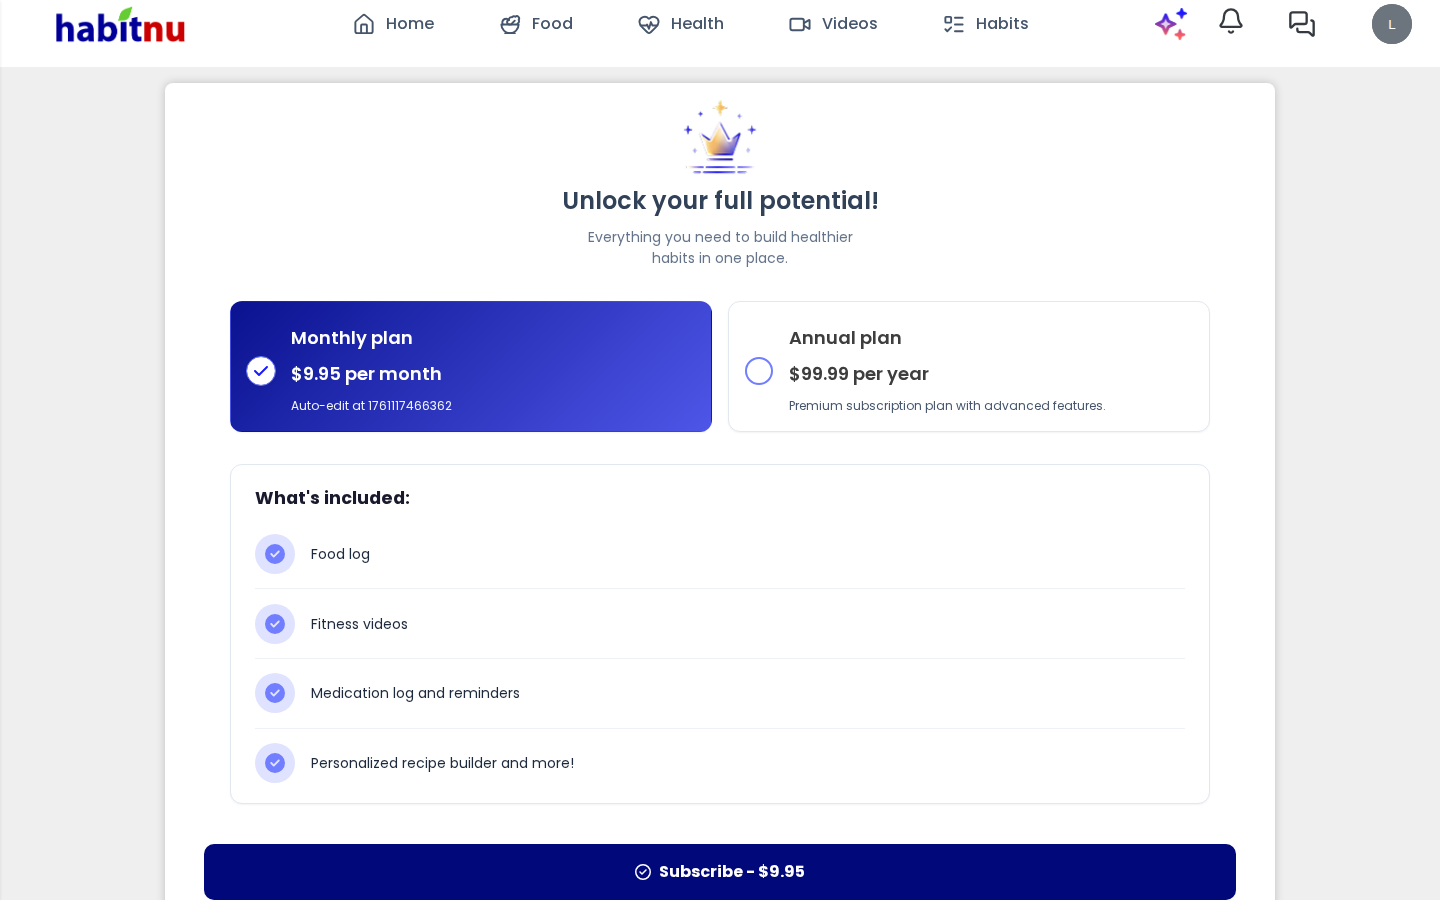 habitnu
Home
Food
Health
Videos
Habits
L
Unlock your full potential!
Everything you need to build healthier
habits in one place.
Monthly plan
$9.95 per month
Auto-edit at 1761117466362
Annual plan
$99.99 per year
Premium subscription plan with advanced features.
What's included:
Food log
Fitness videos
Medication log and reminders
Personalized recipe builder and more!
Subscribe - $9.95